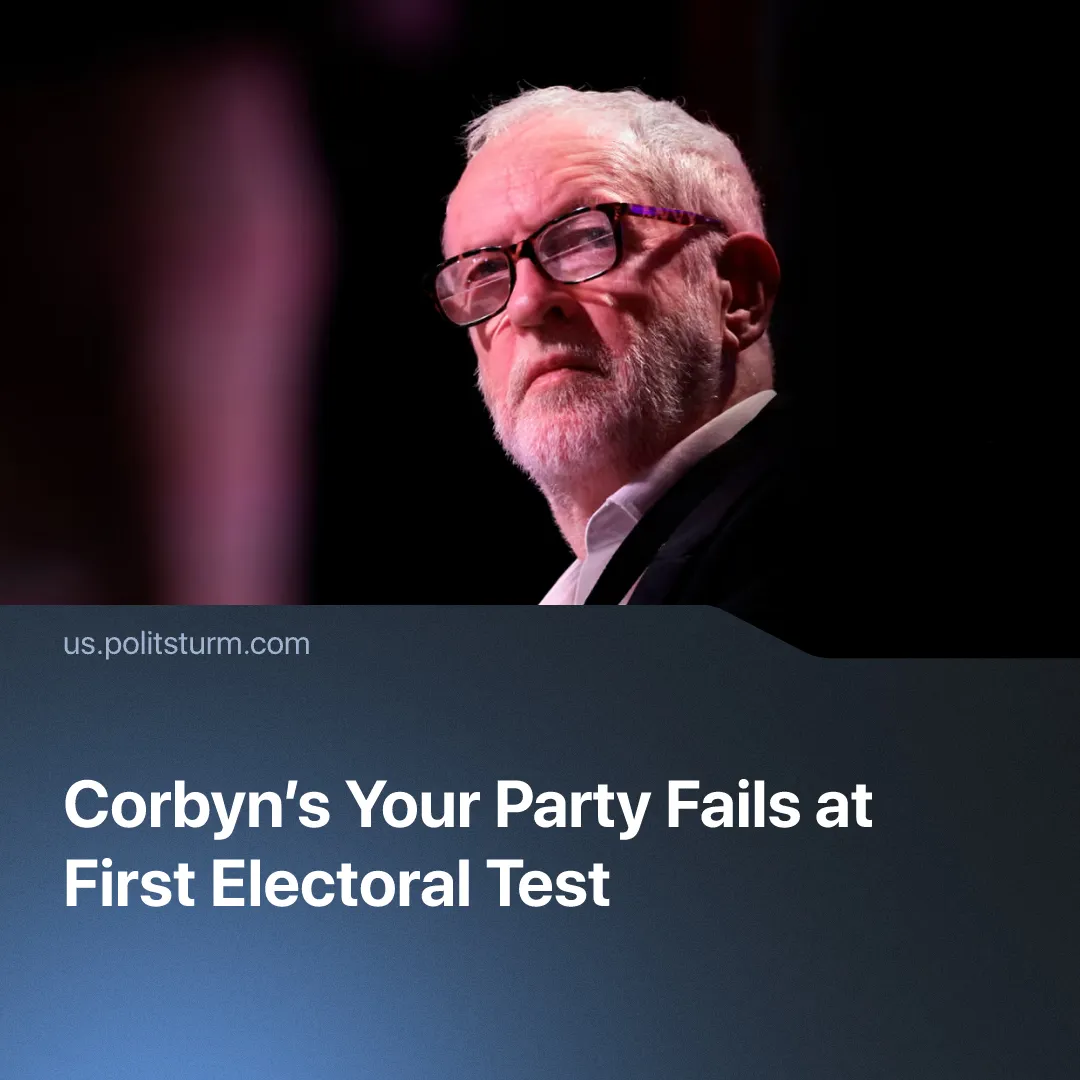 us.politsturm.com
Corbyn’s Your Party Fails at
First Electoral Test